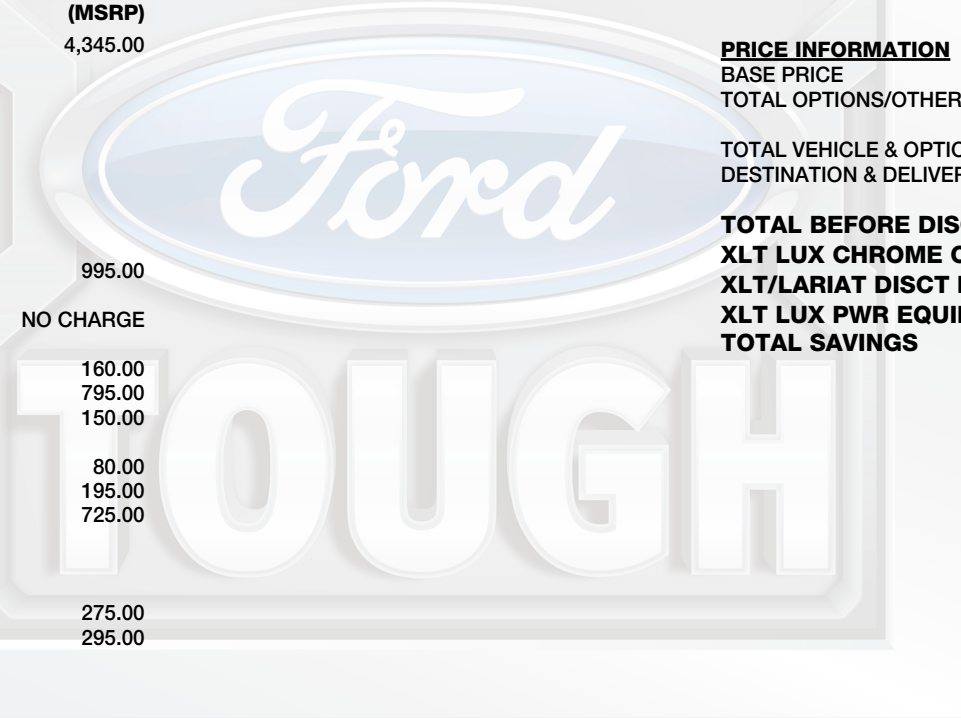 (MSRP)
4,345.00
995.00
NO CHARGE
160.00
795.00
150.00
80.00
195.00
725.00
275.00
295.00
Ford
TOUGH
PRICE INFORMATION
BASE PRICE
TOTAL OPTIONS/OTHER
TOTAL VEHICLE & OPTIO
DESTINATION & DELIVER
TOTAL BEFORE DIS
XLT LUX CHROME
XLT/LARIAT DISCT
XLT LUX PWR EQUI
TOTAL SAVINGS